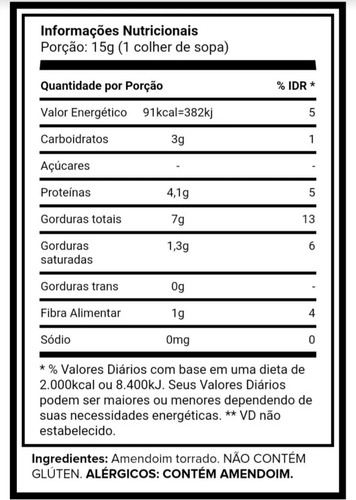 Informações Nutricionais
Porção: 15g (1 colher de sopa)
Quantidade por Porção % IDR *
Valor Energético 91kcal=382kj 5
Carboidratos 3g 1
Açúcares - -
Proteínas 4,1g 5
Gorduras totais 7g 13
Gorduras saturadas 1,3g 6
Gorduras trans 0g -
Fibra Alimentar 1g 4
Sódio 0mg 0
* % Valores Diários com base em uma dieta de
2.000kcal ou 8.400kJ. Seus Valores Diários
podem ser maiores ou menores dependendo de
suas necessidades energéticas. ** VD não
estabelecido.
Ingredientes: Amendoim torrado. NÃO CONTÉM
GLÚTEN. ALÉRGICOS: CONTÉM AMENDOIM.